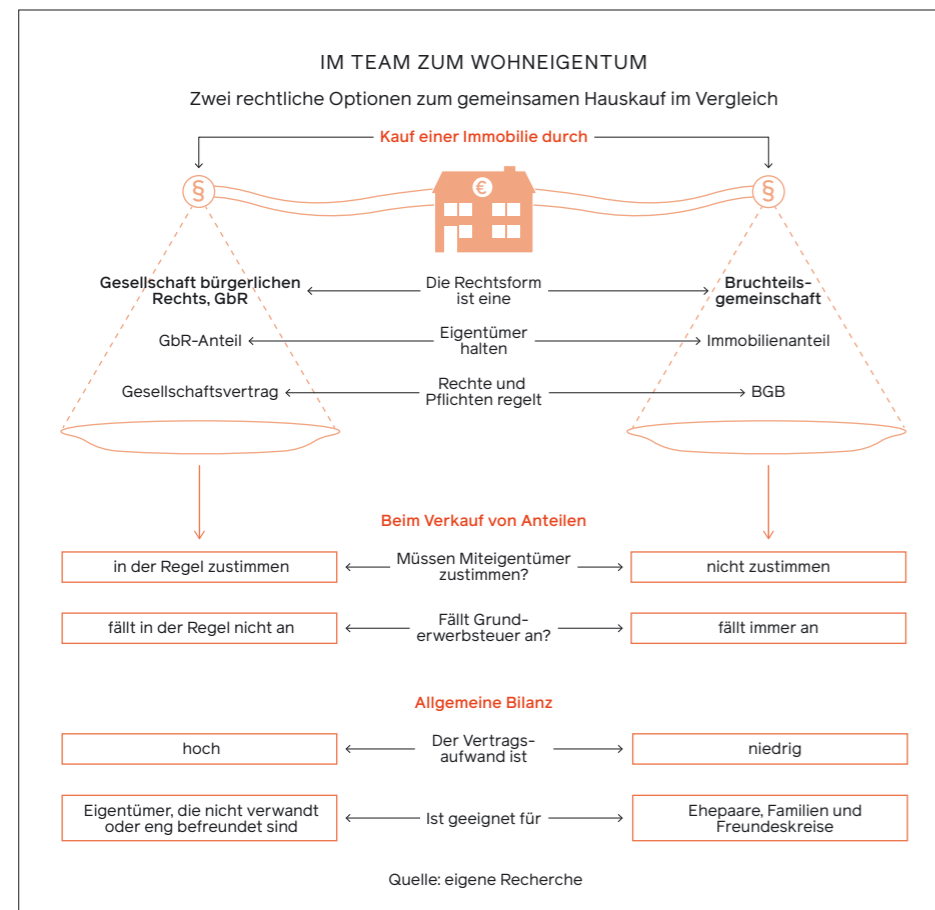 IM TEAM ZUM WOHNEIGENTUM
Zwei rechtliche Optionen zum gemeinsamen Hauskauf im Vergleich
Kauf einer Immobilie durch
§
€
§
Gesellschaft bürgerlichen
Rechts, GbR
Die Rechtsform
ist eine
Bruchteils-
gemeinschaft
GbR-Anteil
Eigentümer
halten
Immobilienanteil
Gesellschaftsvertrag
Rechte und
Pflichten regelt
BGB
Beim Verkauf von Anteilen
in der Regel zustimmen
Müssen Miteigentümer
zustimmen?
nicht zustimmen
fällt in der Regel nicht an
Fällt Grund-
erwerbsteuer an?
fällt immer an
Allgemeine Bilanz
hoch
Der Vertrags-
aufwand ist
niedrig
Eigentümer, die nicht verwandt
oder eng befreundet sind
Ist geeignet für
Ehepaare, Familien und
Freundeskreise
Quelle: eigene Recherche